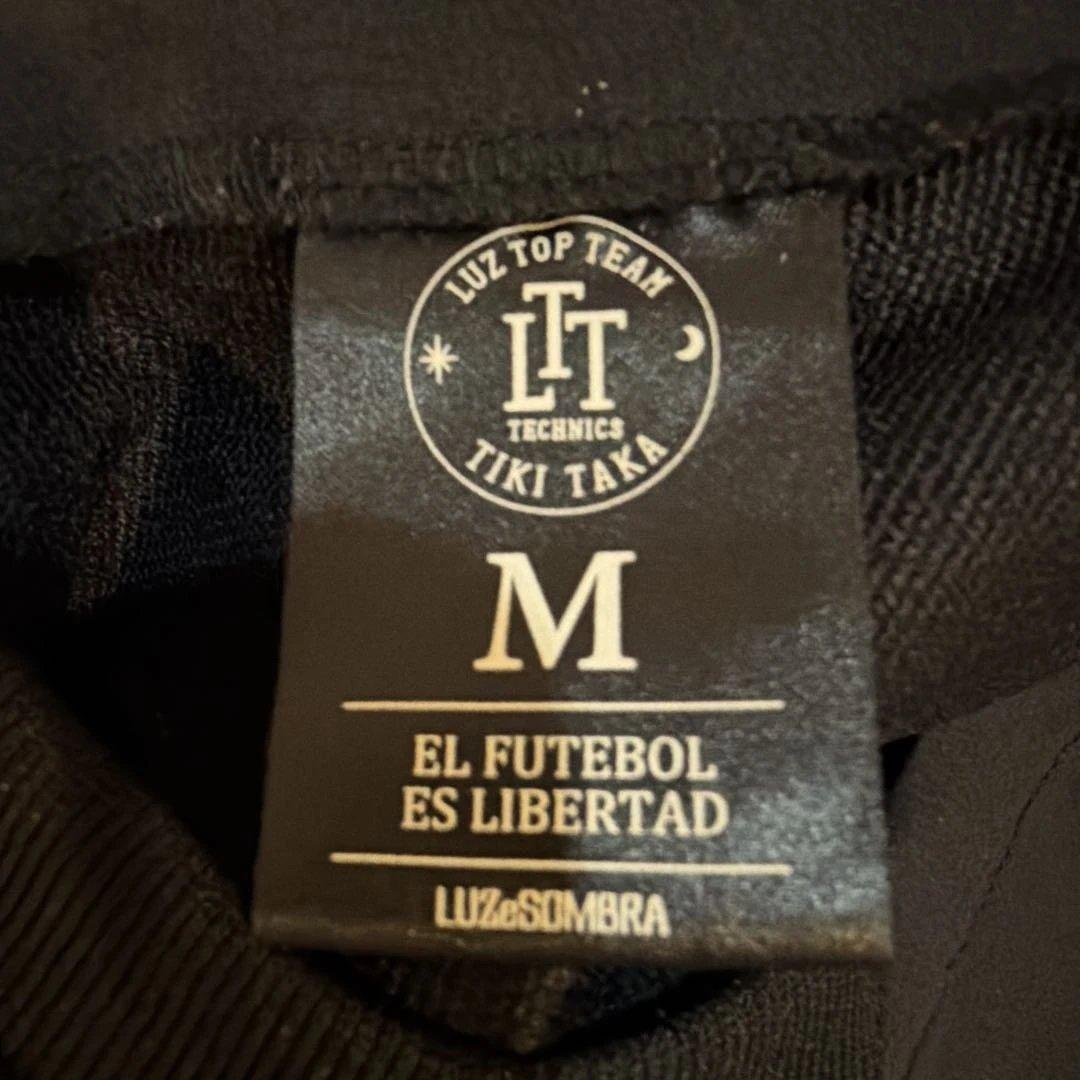 LUZ TOP TEAM
LTT
TECHNICS
TIKI TAKA
M
EL FUTEBOL
ES LIBERTAD
LUZeSOMBRA